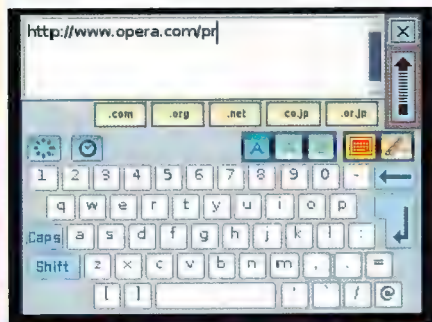 http://www.opera.com/pr
.com .org .net co.jp .or.jp
A
1 2 3 4 5 6 7 8 9 0 -
q w e r t y u i o p
Caps a s d f g h j k l :
Shift z x c v b n m , . =
[ ] ' ` / @